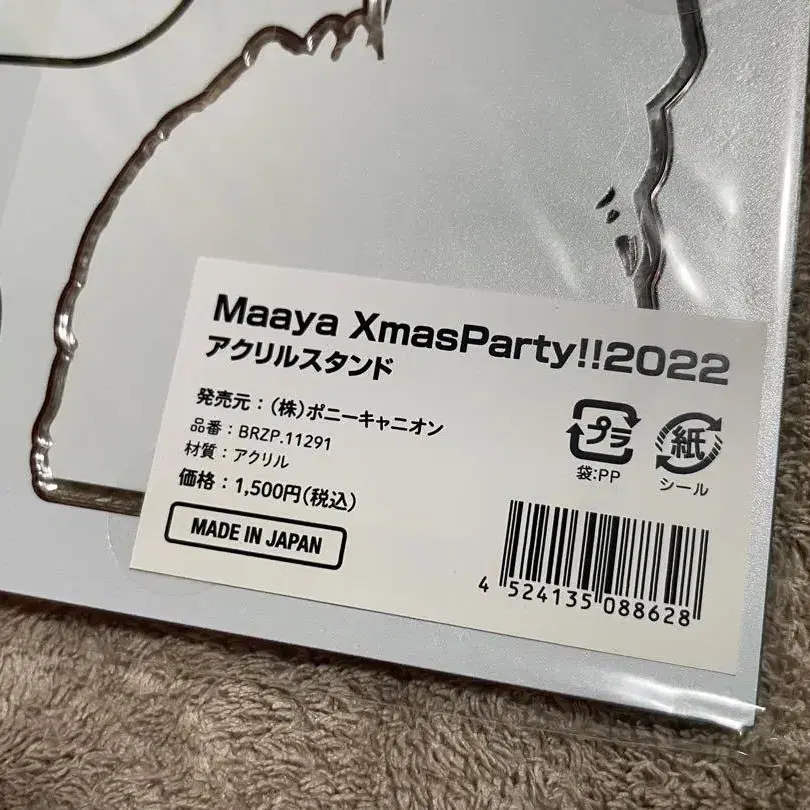 Maaya XmasParty!!2022
アクリルスタンド
発売元：(株)ポニーキャニオン
品番：BRZP.11291
材質：アクリル
価格：1,500円(税込)
MADE IN JAPAN
プラ
袋:PP
紙
シール
4 524135 088628